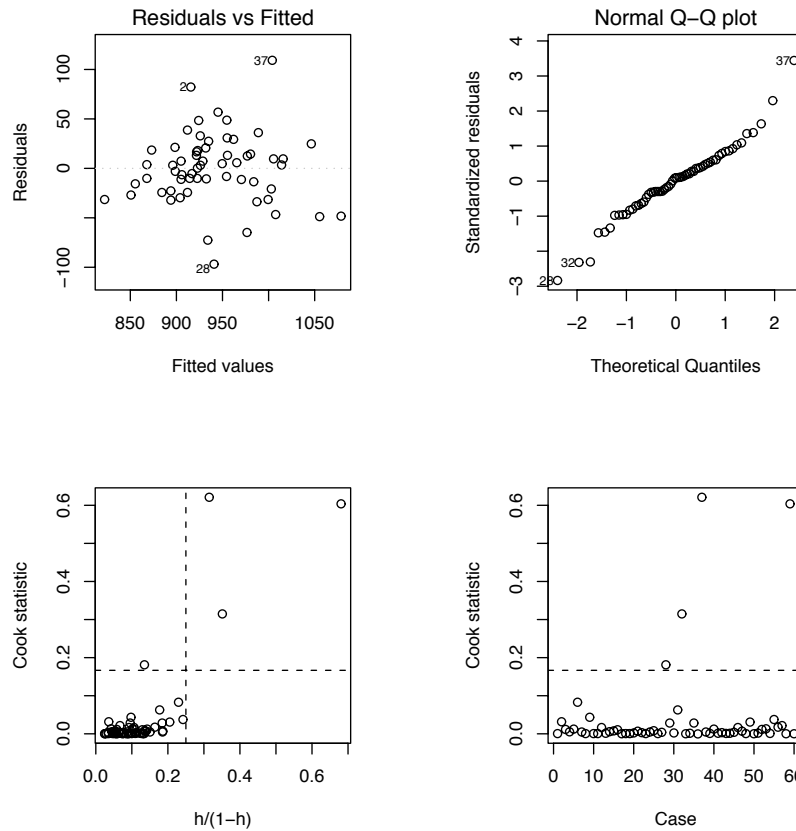 Residuals vs Fitted
Residuals
100
50
0
−100
37
2
28
850 900 950 1050
Fitted values
Normal Q−Q plot
Standardized residuals
4
3
2
1
0
−1
−3
37
32
28
−2 −1 0 1 2
Theoretical Quantiles
Cook statistic
0.6
0.4
0.2
0.0
0.0 0.2 0.4 0.6
h/(1−h)
Cook statistic
0.6
0.4
0.2
0.0
0 10 20 30 40 50
Case